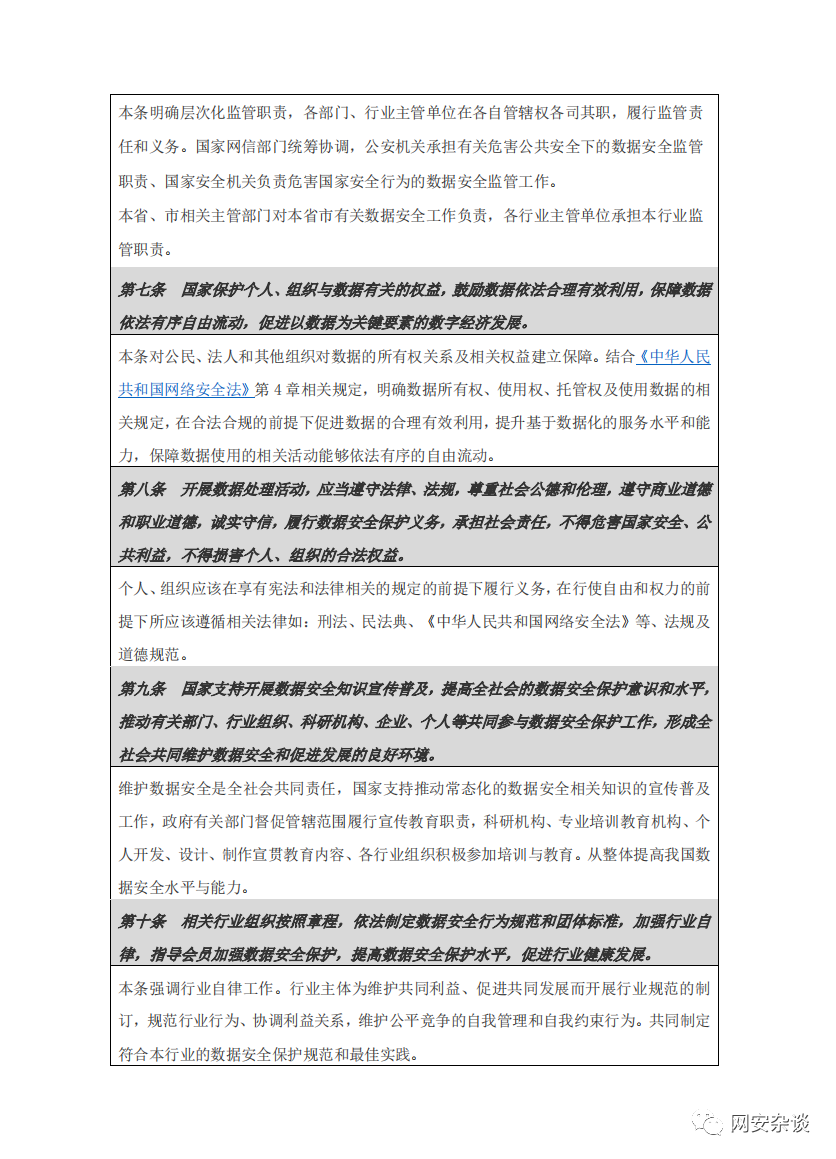 本条明确层次化监管职责，各部门、行业主管单位在各自管辖权各司其职，履行监管责
任和义务。国家网信部门统筹协调，公安机关承担有关危害公共安全下的数据安全监管
职责、国家安全机关负责危害国家安全行为的数据安全监管工作。
本省、市相关主管部门对本省市有关数据安全工作负责，各行业主管单位承担本行业监
管职责。
第七条　国家保护个人、组织与数据有关的权益，鼓励数据依法合理有效利用，保障数据
依法有序自由流动，促进以数据为关键要素的数字经济发展。
本条对公民、法人和其他组织对数据的所有权关系及相关权益建立保障。结合《中华人民
共和国网络安全法》第 4 章相关规定，明确数据所有权、使用权、托管权及使用数据的相
关规定，在合法合规的前提下促进数据的合理有效利用，提升基于数据化的服务水平和能
力，保障数据使用的相关活动能够依法有序的自由流动。
第八条　开展数据处理活动，应当遵守法律、法规，尊重社会公德和伦理，遵守商业道德
和职业道德，诚实守信，履行数据安全保护义务，承担社会责任，不得危害国家安全、公
共利益，不得损害个人、组织的合法权益。
个人、组织应该在享有宪法和法律相关的规定的前提下履行义务，在行使自由和权力的前
提下所应该遵循相关法律如：刑法、民法典、《中华人民共和国网络安全法》等、法规及
道德规范。
第九条　国家支持开展数据安全知识宣传普及，提高全社会的数据安全保护意识和水平，
推动有关部门、行业组织、科研机构、企业、个人等共同参与数据安全保护工作，形成全
社会共同维护数据安全和促进发展的良好环境。
维护数据安全是全社会共同责任，国家支持推动常态化的数据安全相关知识的宣传普及
工作，政府有关部门督促管辖范围履行宣传教育职责，科研机构、专业培训教育机构、个
人开发、设计、制作宣贯教育内容、各行业组织积极参加培训与教育。从整体提高我国数
据安全水平与能力。
第十条　相关行业组织按照章程，依法制定数据安全行为规范和团体标准，加强行业自
律，指导会员加强数据安全保护，提高数据安全保护水平，促进行业健康发展。
本条强调行业自律工作。行业主体为维护共同利益、促进共同发展而开展行业规范的制
订，规范行业行为、协调利益关系，维护公平竞争的自我管理和自我约束行为。共同制定
符合本行业的数据安全保护规范和最佳实践。
网安杂谈